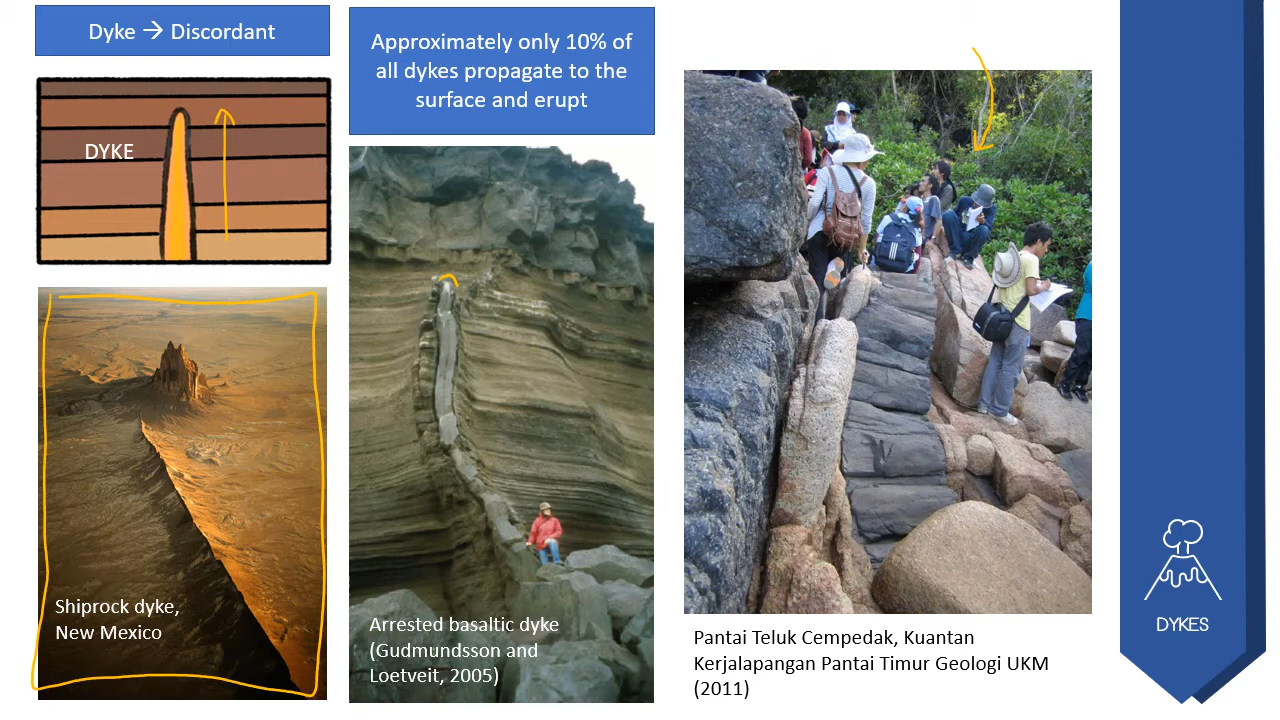 Dyke → Discordant
DYKE
Shiprock dyke,
New Mexico
Approximately only 10% of
all dykes propagate to the
surface and erupt
Arrested basaltic dyke
(Gudmundsson and
Loetveit, 2005)
Pantai Teluk Cempedak, Kuantan
Kerjalapangan Pantai Timur Geologi UKM
(2011)
DYKES